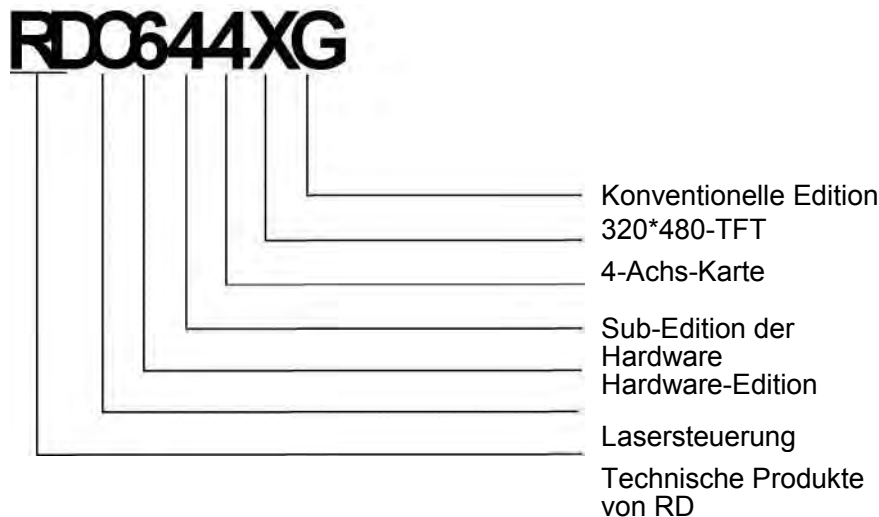 RDC644XG
Konventionelle Edition
320*480-TFT
4-Achs-Karte
Sub-Edition der
Hardware
Hardware-Edition
Lasersteuerung
Technische Produkte
von RD